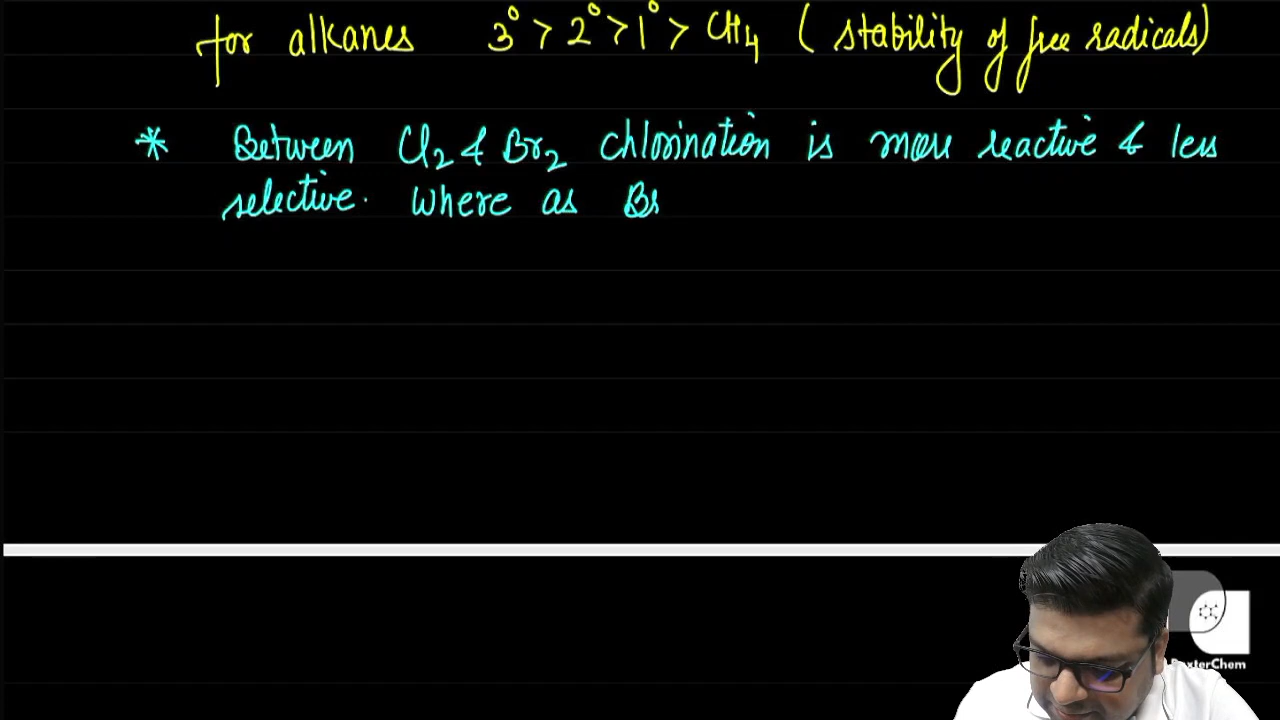 for alkanes 3° > 2° > 1° > CH4 ( stability of free radicals)
* Between Cl2 & Br2 Chlorination is more reactive & less
selective. Where as Br
xterChem